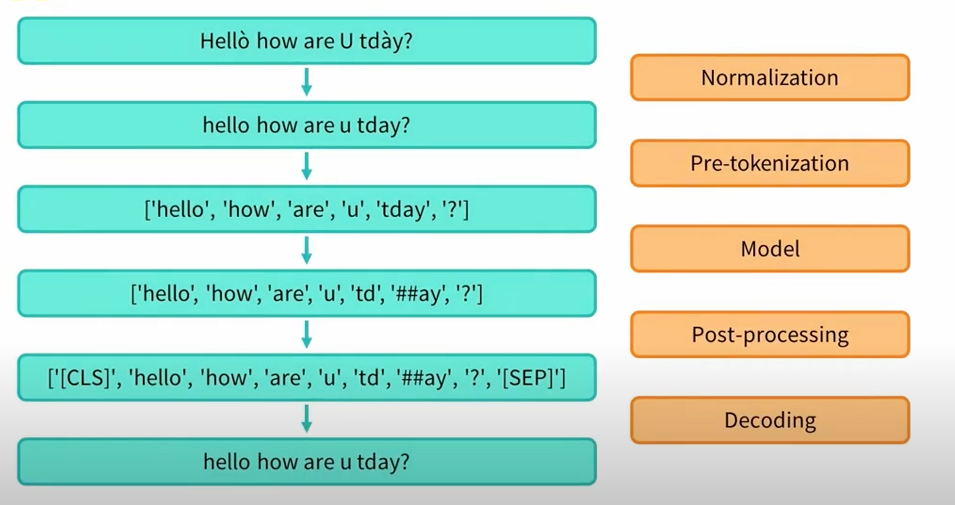 Hellò how are U tdày?
hello how are u tday?
['hello', 'how', 'are', 'u', 'tday', '?']
['hello', 'how', 'are', 'u', 'td', '##ay', '?']
['[CLS]', 'hello', 'how', 'are', 'u', 'td', '##ay', '?', '[SEP]']
hello how are u tday?
Normalization
Pre-tokenization
Model
Post-processing
Decoding